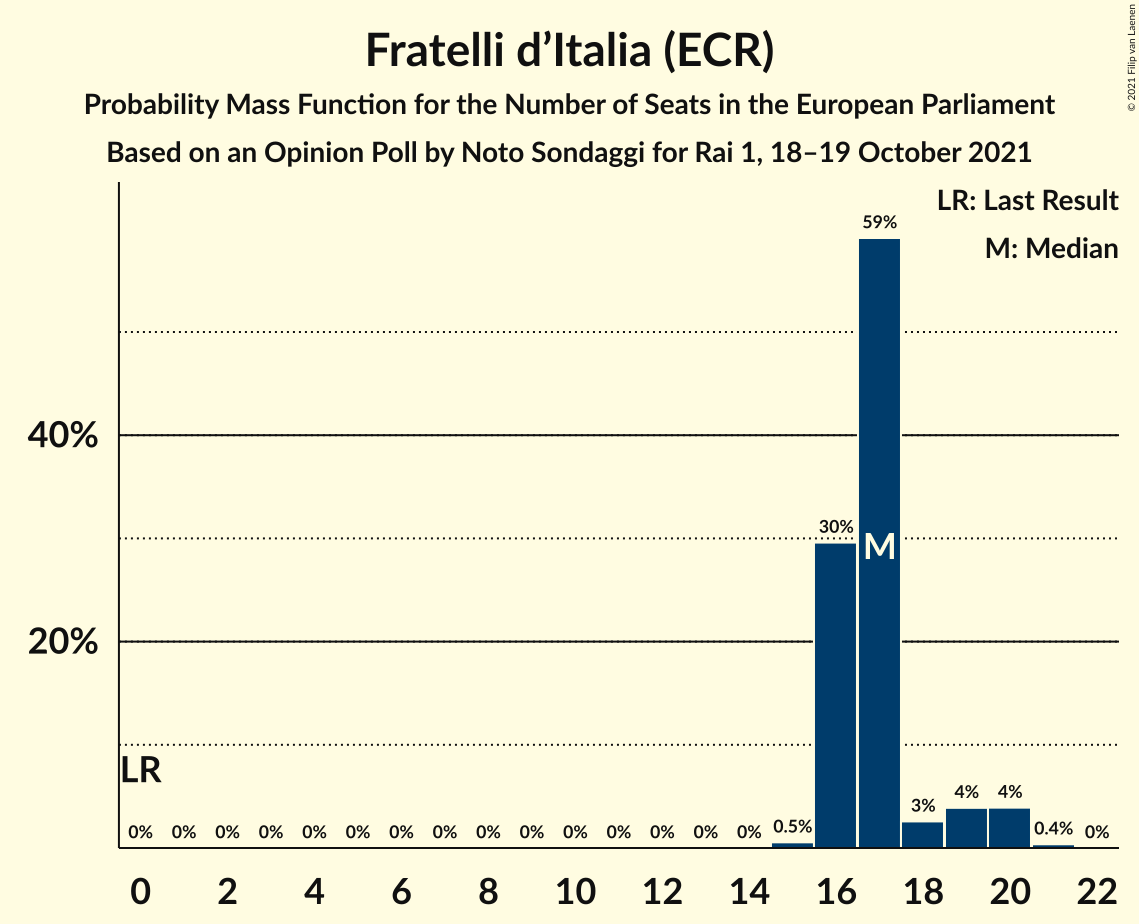 Fratelli d’Italia (ECR)
Probability Mass Function for the Number of Seats in the European Parliament
Based on an Opinion Poll by Noto Sondaggi for Rai 1, 18–19 October 2021
© 2021 Filip van Laenen
LR: Last Result
M: Median
59%
40%
30%
M
20%
LR
0% 0% 0% 0% 0% 0% 0% 0% 0% 0% 0% 0% 0% 0% 0% 0.5% 3% 4% 4% 0.4% 0%
0 2 4 6 8 10 12 14 16 18 20 22